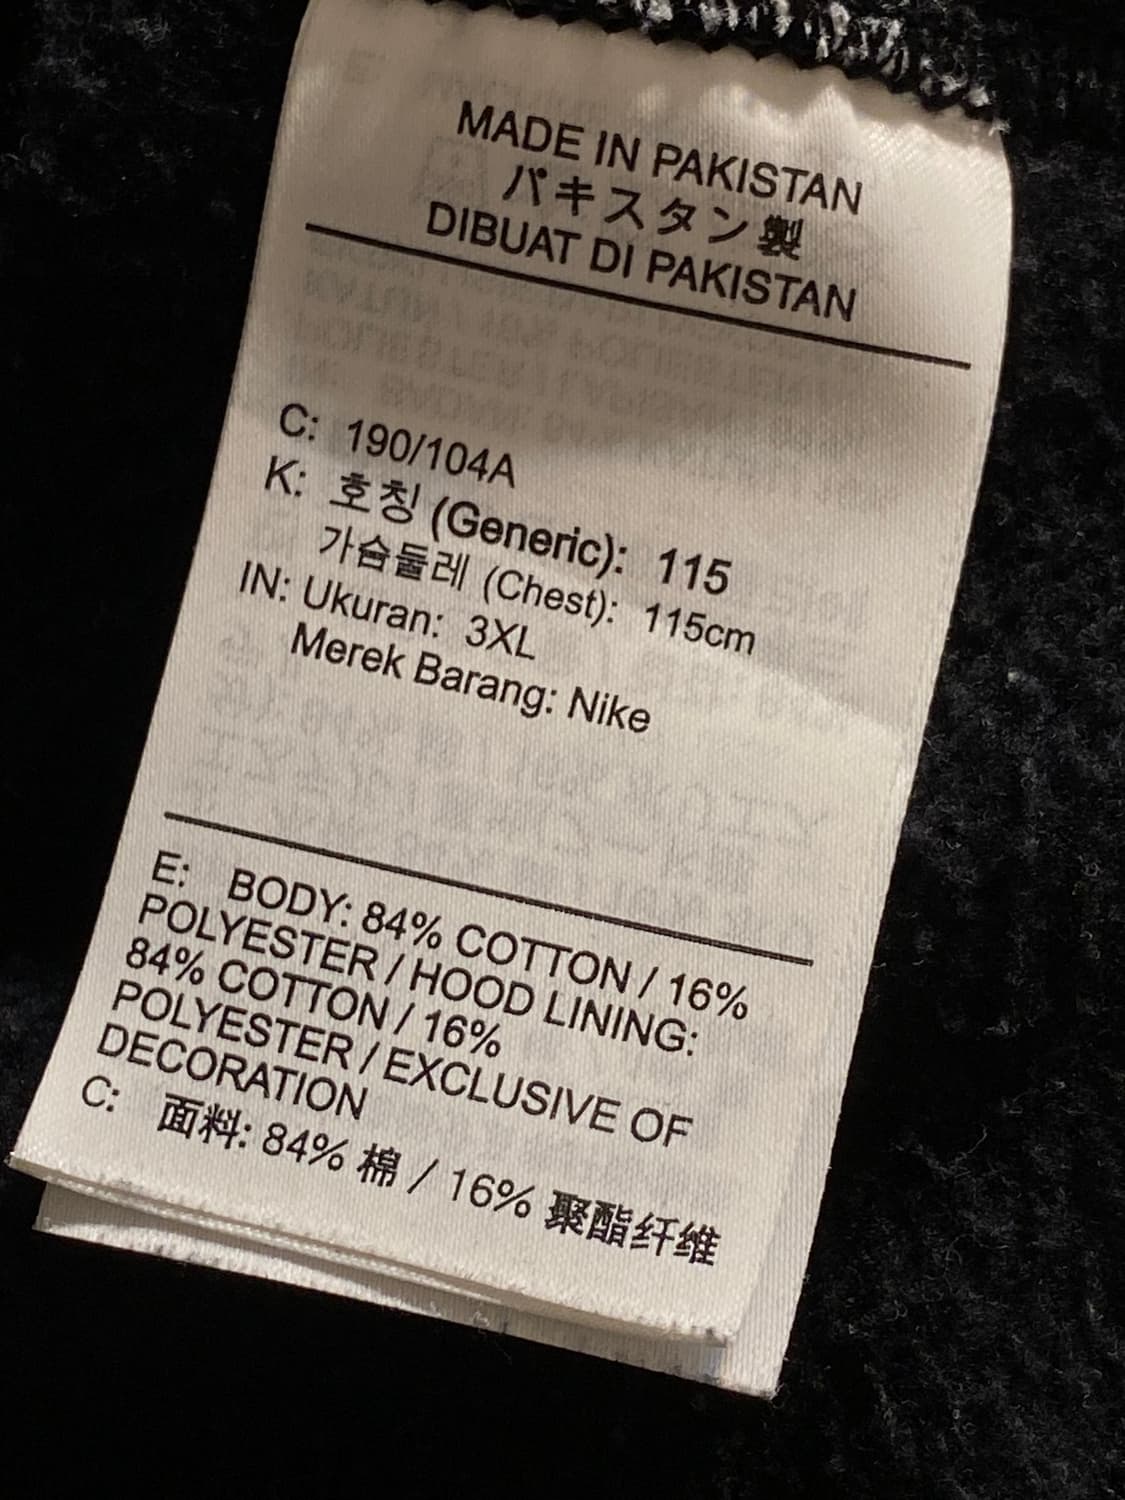 MADE IN PAKISTAN
パキスタン製
DIBUAT DI PAKISTAN
C: 190/104A
K: 호칭 (Generic): 115
가슴둘레 (Chest): 115cm
IN: Ukuran: 3XL
Merek Barang: Nike
E: BODY: 84% COTTON / 16%
POLYESTER / HOOD LINING:
84% COTTON / 16%
POLYESTER / EXCLUSIVE OF
DECORATION
C: 面料: 84% 棉 / 16% 聚酯纤维